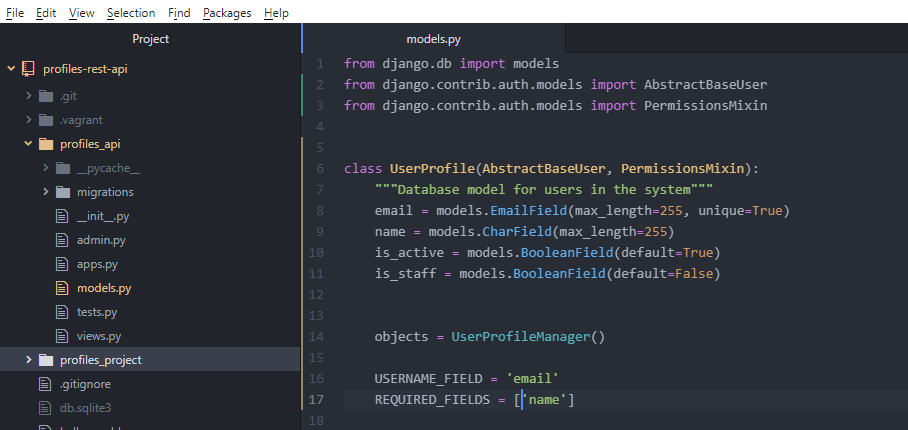 File Edit View Selection Find Packages Help
Project
models.py
profiles-rest-api
.git
.vagrant
profiles_api
__pycache__
migrations
__init__.py
admin.py
apps.py
models.py
tests.py
views.py
profiles_project
.gitignore
db.sqlite3
1 from django.db import models
2 from django.contrib.auth.models import AbstractBaseUser
3 from django.contrib.auth.models import PermissionsMixin
4
5
6 class UserProfile(AbstractBaseUser, PermissionsMixin):
7 """Database model for users in the system"""
8 email = models.EmailField(max_length=255, unique=True)
9 name = models.CharField(max_length=255)
10 is_active = models.BooleanField(default=True)
11 is_staff = models.BooleanField(default=False)
12
13
14 objects = UserProfileManager()
15
16 USERNAME_FIELD = 'email'
17 REQUIRED_FIELDS = ['name']
18